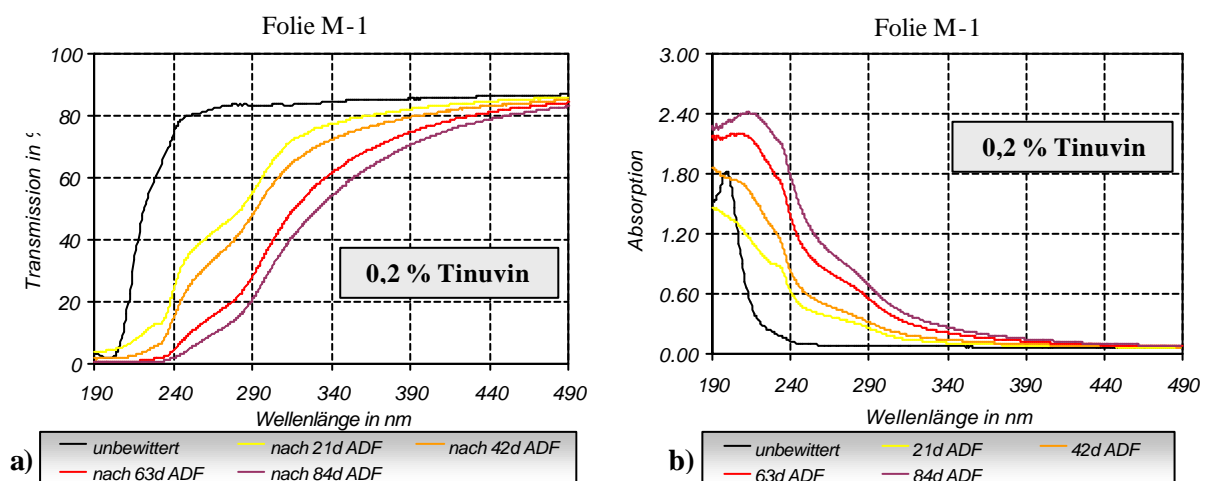 Folie M-1
100
80
60
40
20
0
Transmission in
0,2 % Tinuvin
190 240 290 340 390 440 490
Wellenlänge in nm
unbewittert nach 21d ADF nach 42d ADF
nach 63d ADF nach 84d ADF
a)
Folie M-1
3.00
2.40
1.80
1.20
0.60
0.00
Absorption
0,2 % Tinuvin
190 240 290 340 390 440 490
Wellenlänge in nm
unbewittert 21d ADF 42d ADF
63d ADF 84d ADF
b)